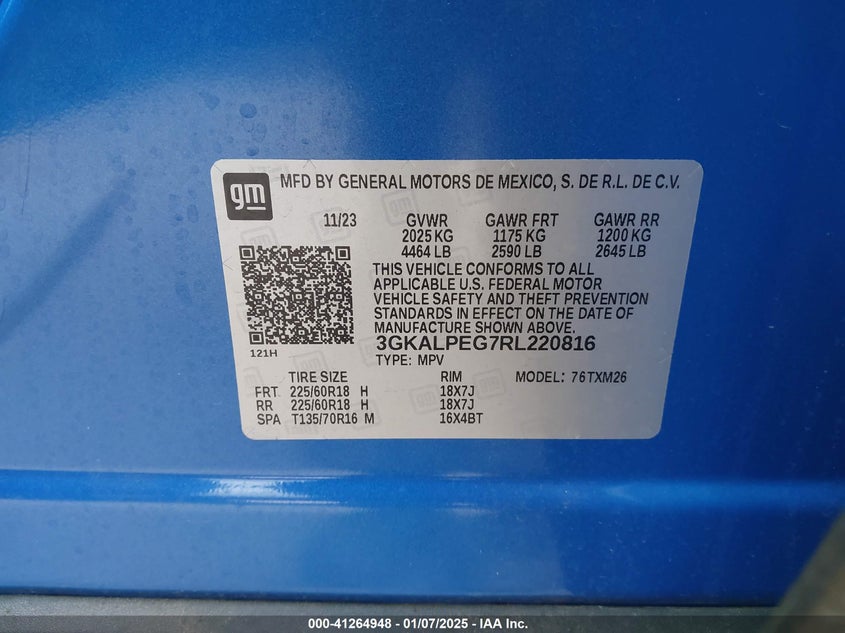 gm
MFD BY GENERAL MOTORS DE MEXICO, S. DE R.L. DE C.V.
11/23 GVWR GAWR FRT GAWR RR
2025 KG 1175 KG 1200 KG
4464 LB 2590 LB 2645 LB
THIS VEHICLE CONFORMS TO ALL
APPLICABLE U.S. FEDERAL MOTOR
VEHICLE SAFETY AND THEFT PREVENTION
STANDARDS IN EFFECT ON THE DATE OF
MANUFACTURE SHOWN ABOVE.
3GKALPEG7RL220816
121H
TYPE: MPV
TIRE SIZE RIM MODEL: 76TXM26
FRT 225/60R18 H 18X7J
RR 225/60R18 H 18X7J
SPA T135/70R16 M 16X4BT
000-41264948 - 01/07/2025 - IAA Inc.